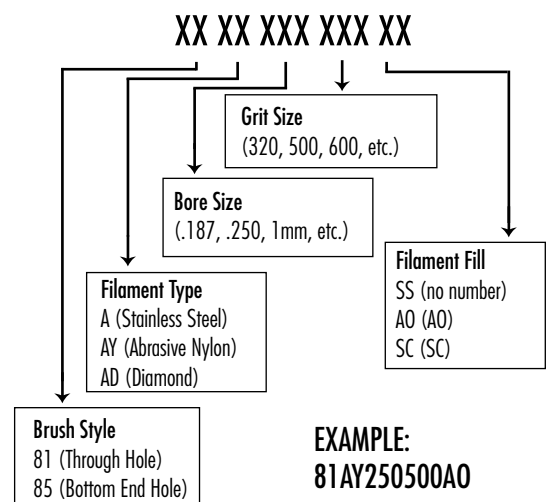 XX XX XXX XXX XX
Grit Size
(320, 500, 600, etc.)
Bore Size
(.187, .250, 1mm, etc.)
Filament Fill
SS (no number)
AO (AO)
SC (SC)
Filament Type
A (Stainless Steel)
AY (Abrasive Nylon)
AD (Diamond)
Brush Style
81 (Through Hole)
85 (Bottom End Hole)
EXAMPLE:
81AY250500AO